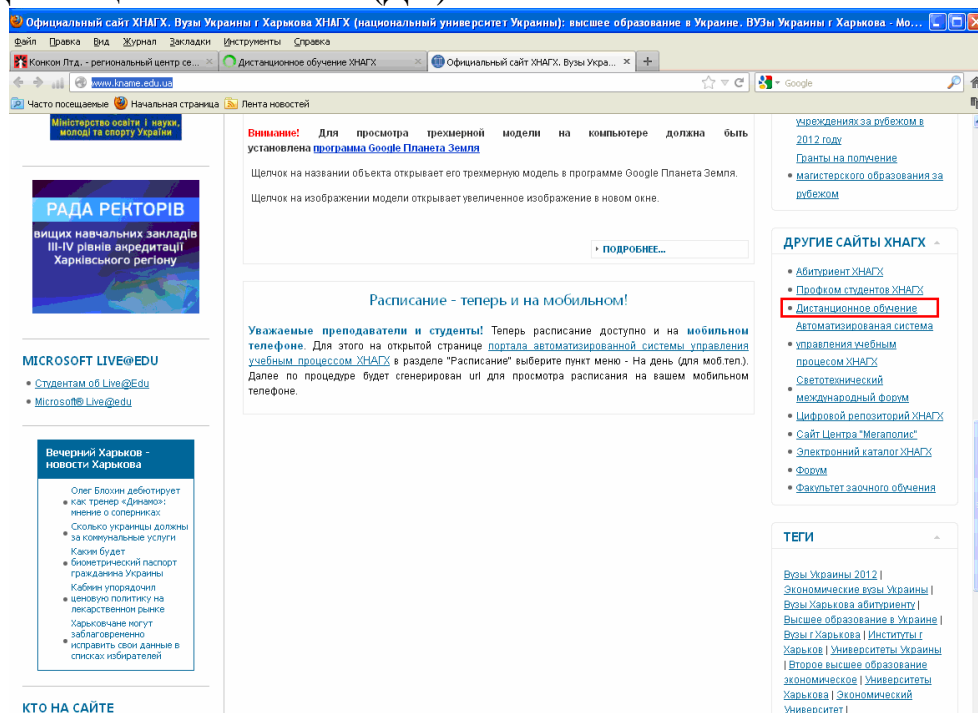 Официальный сайт ХНАГХ. Вузы Украины г Харькова ХНАГХ (национальный университет Украины): высшее образование в Украине. ВУЗы Украины г Харькова - Mo...
Файл Правка Вид Журнал Закладки Инструменты Справка
Конкон Лтд. - региональный центр се... Дистанционное обучение ХНАГХ Официальный сайт ХНАГХ. Вузы Укра...
www.kname.edu.ua Google
Часто посещаемые Начальная страница Лента новостей
Міністерство освіти і науки,
молоді та спорту України
РАДА РЕКТОРІВ
вищих навчальних закладів
III-IV рівнів акредитації
Харківського регіону
MICROSOFT LIVE@EDU
Студентам об Live@Edu
Microsoft® Live@edu
Вечерний Харьков -
новости Харькова
Олег Блохин дебютирует
как тренер «Динамо»:
мнение о соперниках
Сколько украинцы должны
за коммунальные услуги
Каким будет
биометрический паспорт
гражданина Украины
Кабмин упорядочил
ценовую политику на
лекарственном рынке
Харьковчане могут
заблаговременно
исправить свои данные в
списках избирателей
КТО НА САЙТЕ
Внимание! Для просмотра трехмерной модели на компьютере должна быть
установлена программа Google Планета Земля
Щелчок на названии объекта открывает его трехмерную модель в программе Google Планета Земля.
Щелчок на изображении модели открывает увеличенное изображение в новом окне.
ПОДРОБНЕЕ...
Расписание - теперь и на мобильном!
Уважаемые преподаватели и студенты! Теперь расписание доступно и на мобильном
телефоне. Для этого на открытой странице портала автоматизированной системы управления
учебным процессом ХНАГХ в разделе "Расписание" выберите пункт меню - На день (для моб.тел.).
Далее по процедуре будет сгенерирован url для просмотра расписания на вашем мобильном
телефоне.
учреждениях за рубежом в
2012 году
Гранты на получение
магистерского образования за
рубежом
ДРУГИЕ САЙТЫ ХНАГХ
Абитуриент ХНАГХ
Профком студентов ХНАГХ
Дистанционное обучение
Автоматизированая система
управления учебным
процесом ХНАГХ
Светотехнический
международный форум
Цифровой репозиторий ХНАГХ
Сайт Центра "Мегаполис"
Электронний каталог ХНАГХ
Форум
Факультет заочного обучения
ТЕГИ
Вузы Украины 2012 |
Экономические вузы Украины |
Вузы Харькова абитуриенту |
Высшее образование в Украине |
Вузы г Харькова | Институты г
Харьков | Университеты Украины
| Второе высшее образование
экономическое | Университеты
Харькова | Экономический
Университет |